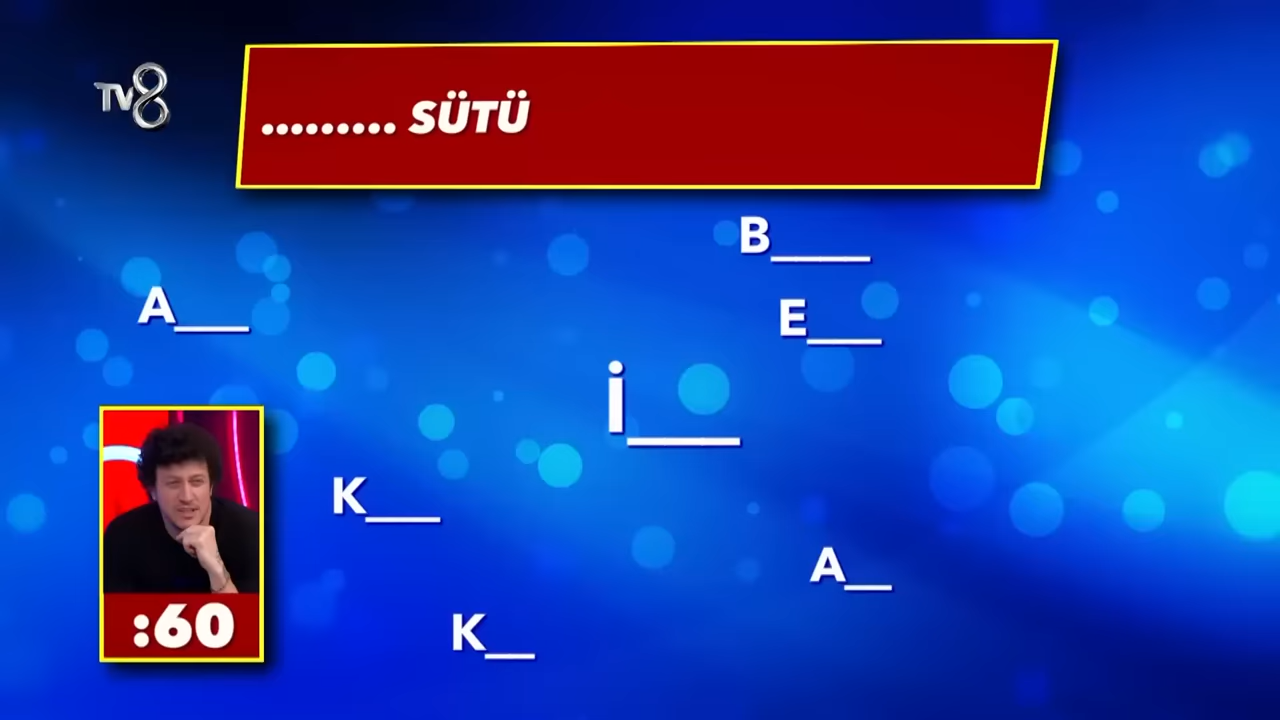 TV8
......... SÜTÜ
B____
A___
E___
İ___
K___
A__
K__
:60